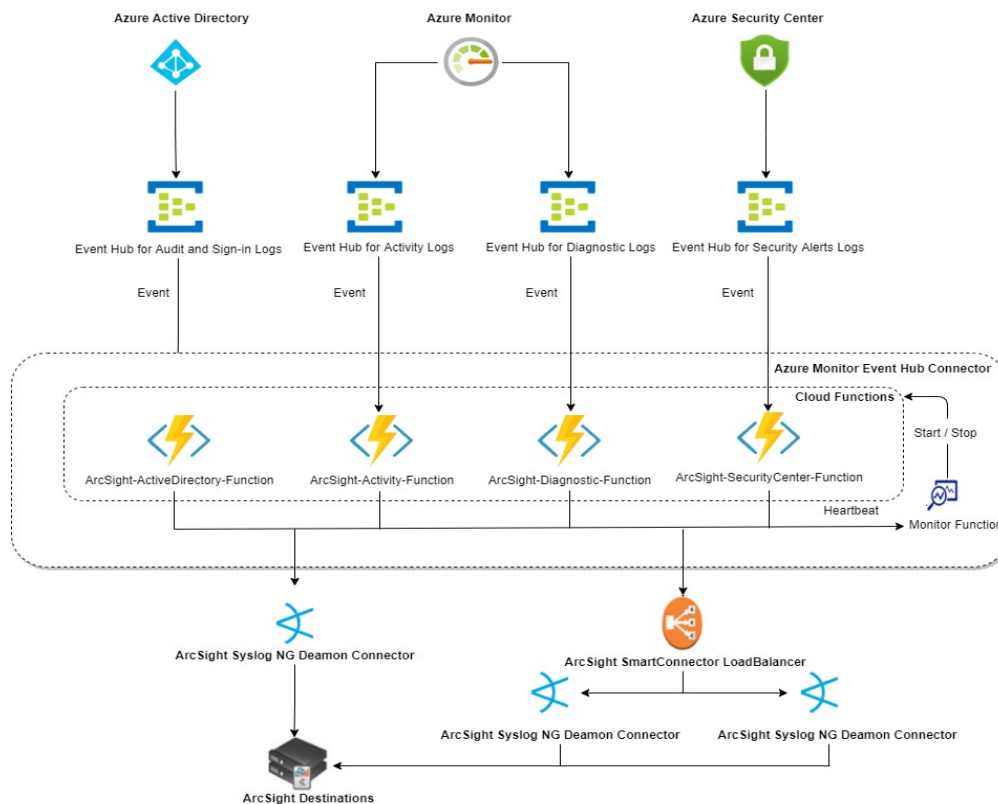 Azure Active Directory
Azure Monitor
Azure Security Center
Event Hub for Audit and Sign-in Logs
Event Hub for Activity Logs
Event Hub for Diagnostic Logs
Event Hub for Security Alerts Logs
Event
Event
Event
Event
Azure Monitor Event Hub Connector
Cloud Functions
Start / Stop
ArcSight-ActiveDirectory-Function
ArcSight-Activity-Function
ArcSight-Diagnostic-Function
ArcSight-SecurityCenter-Function
Heartbeat
Monitor Function
ArcSight Syslog NG Deamon Connector
ArcSight SmartConnector LoadBalancer
ArcSight Syslog NG Deamon Connector
ArcSight Syslog NG Deamon Connector
ArcSight Destinations